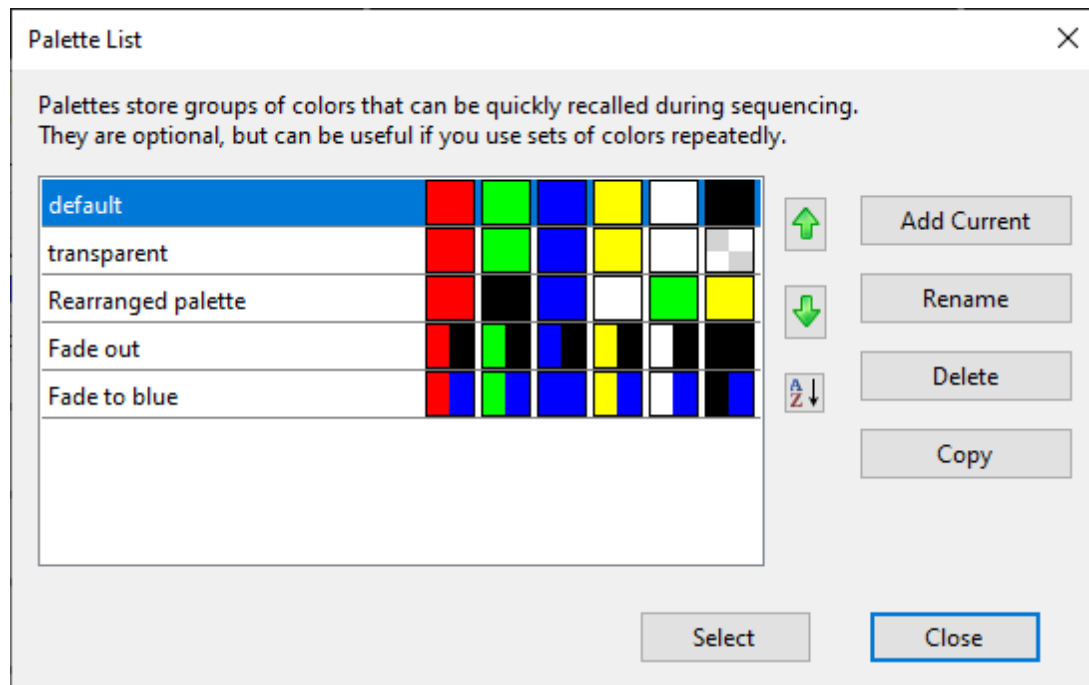 Palette List
Palettes store groups of colors that can be quickly recalled during sequencing.
They are optional, but can be useful if you use sets of colors repeatedly.
default
transparent
Rearranged palette
Fade out
Fade to blue
A
Z
Add Current
Rename
Delete
Copy
Select
Close